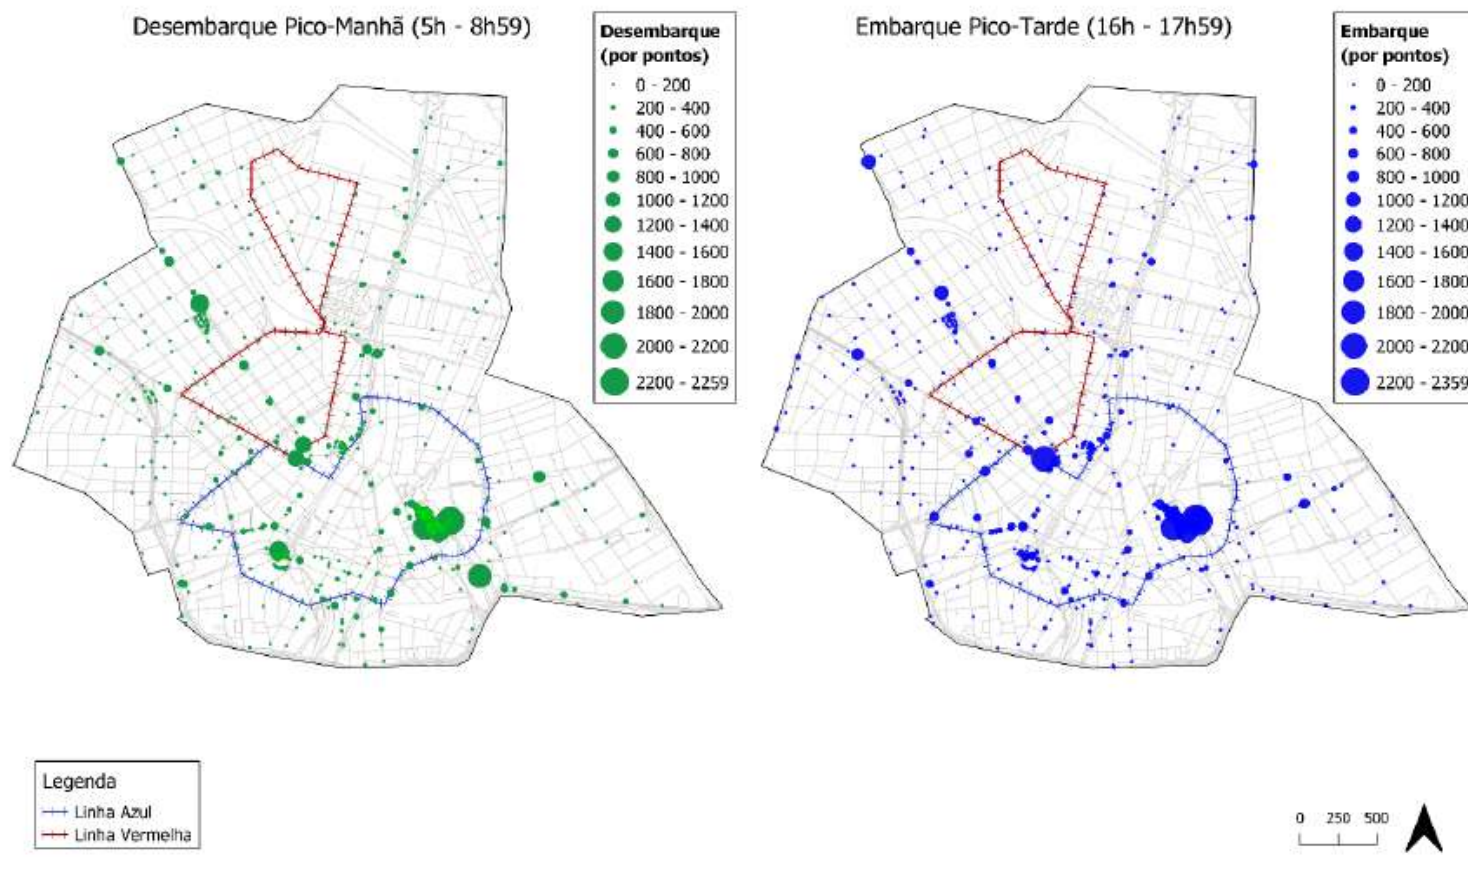 Desembarque Pico-Manhã (5h - 8h59)
Desembarque
(por pontos)
0 - 200
200 - 400
400 - 600
600 - 800
800 - 1000
1000 - 1200
1200 - 1400
1400 - 1600
1600 - 1800
1800 - 2000
2000 - 2200
2200 - 2259
Embarque Pico-Tarde (16h - 17h59)
Embarque
(por pontos)
0 - 200
200 - 400
400 - 600
600 - 800
800 - 1000
1000 - 1200
1200 - 1400
1400 - 1600
1600 - 1800
1800 - 2000
2000 - 2200
2200 - 2359
Legenda
Linha Azul
Linha Vermelha
0 250 500